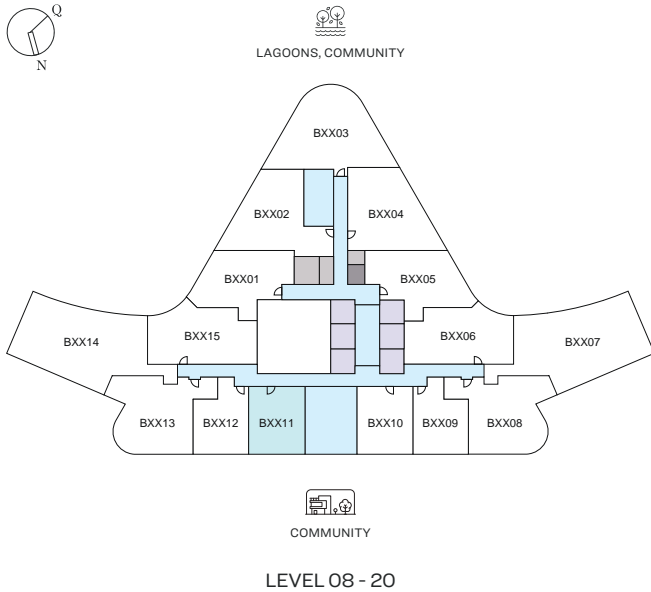 Q
N
LAGOONS, COMMUNITY
BXX03
BXX02
BXX04
BXX01
BXX05
BXX14
BXX15
BXX06
BXX07
BXX13
BXX12
BXX11
BXX10
BXX09
BXX08
COMMUNITY
LEVEL 08 - 20